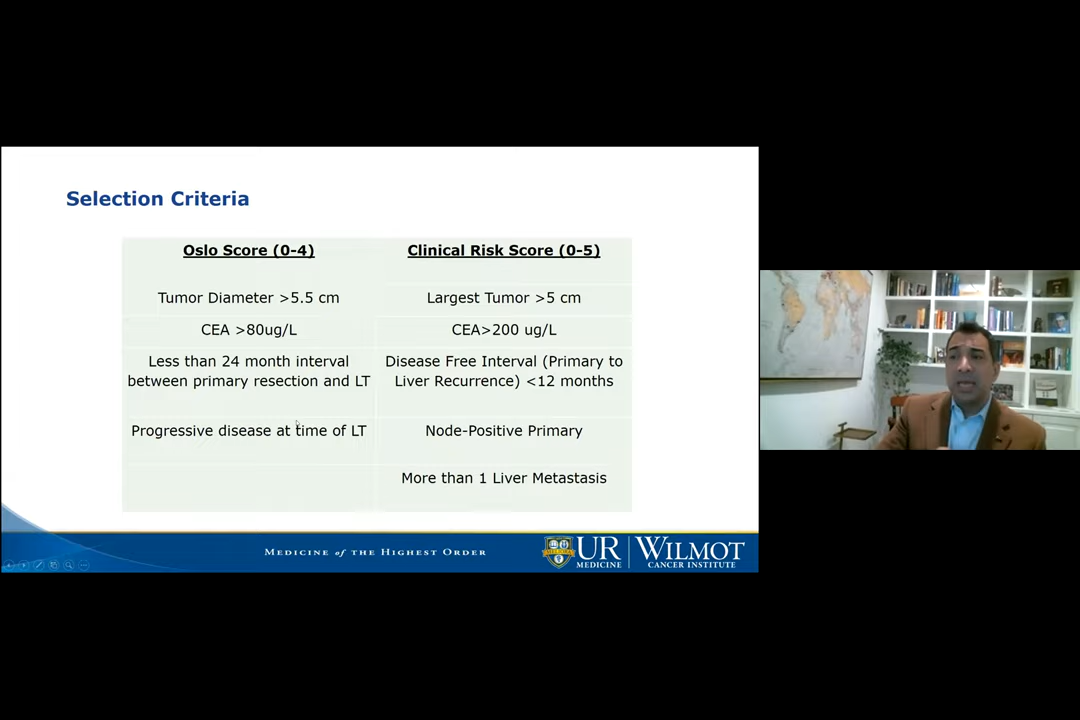 Selection Criteria
Oslo Score (0-4)
Clinical Risk Score (0-5)
Tumor Diameter >5.5 cm
Largest Tumor >5 cm
CEA >80ug/L
CEA>200 ug/L
Less than 24 month interval
between primary resection and LT
Disease Free Interval (Primary to
Liver Recurrence) <12 months
Progressive disease at time of LT
Node-Positive Primary
More than 1 Liver Metastasis
MEDICINE of THE HIGHEST ORDER
UR
MEDICINE
WILMOT
CANCER INSTITUTE